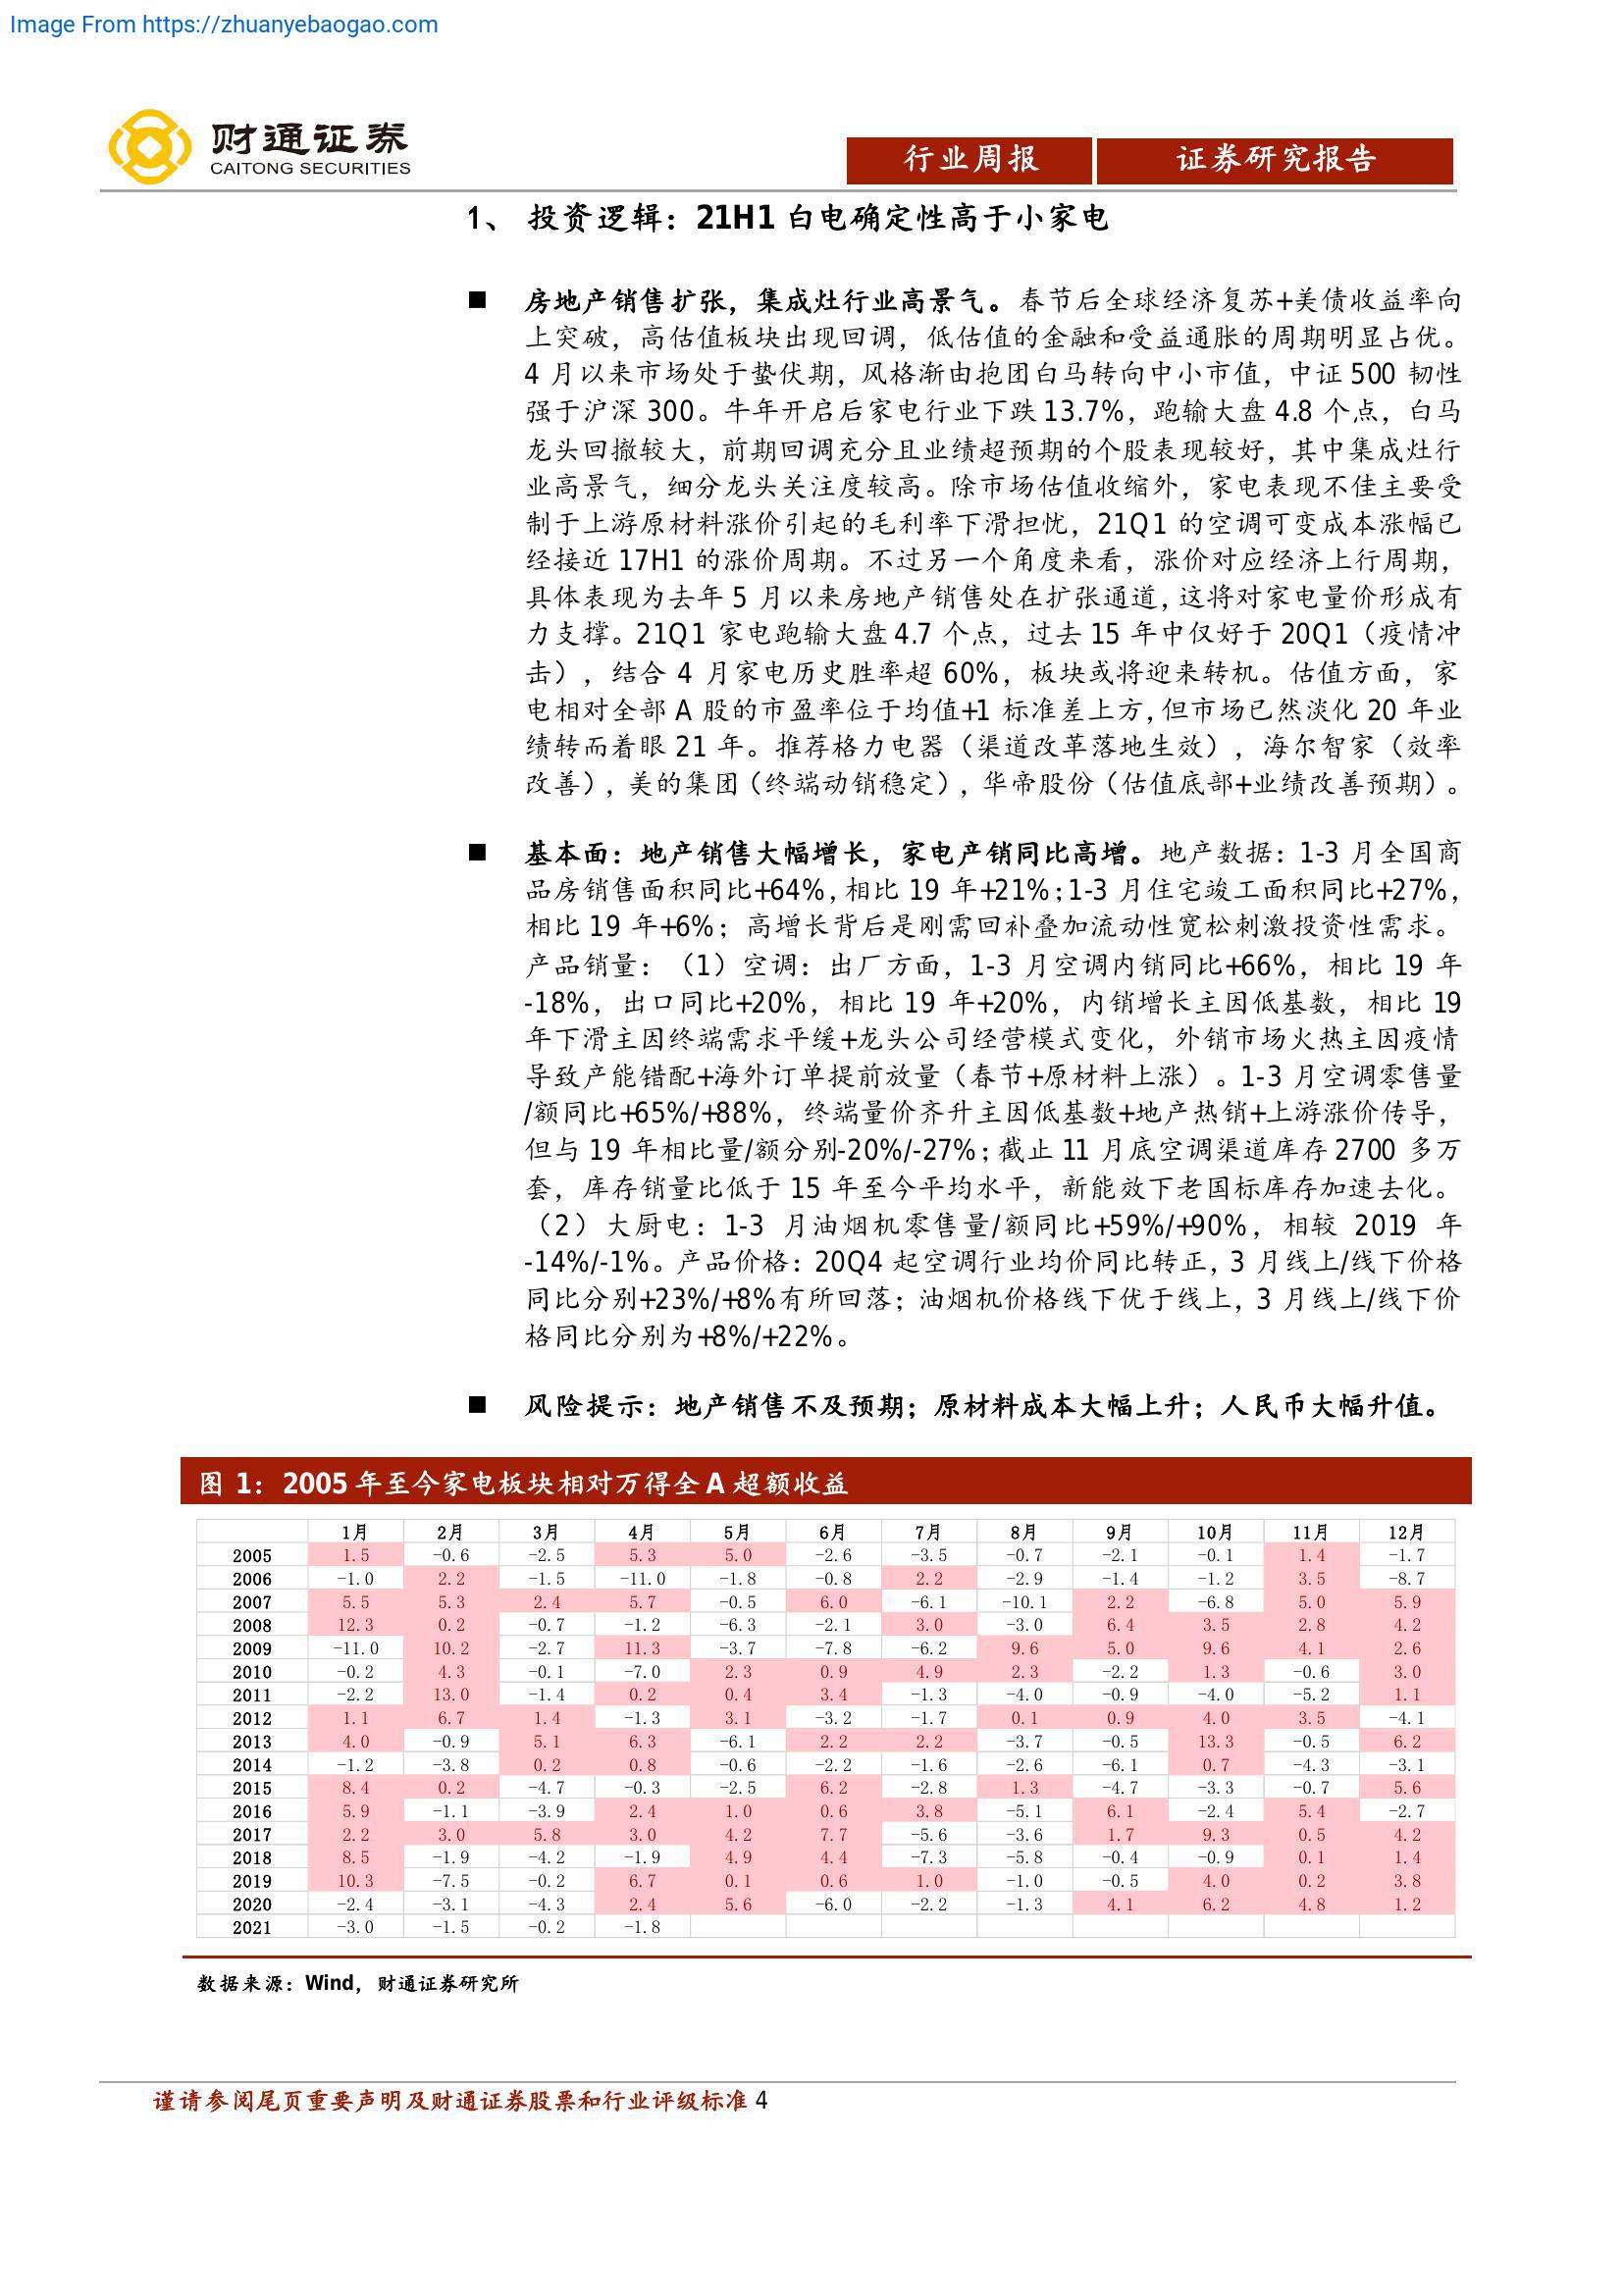 Image From https://zhuanyebaogao.com
财通证券
CAITONG SECURITIES
行业周报 证券研究报告
1、 投资逻辑：21H1 白电确定性高于小家电
■ 房地产销售扩张，集成灶行业高景气。春节后全球经济复苏+美债收益率向
上突破，高估值板块出现回调，低估值的金融和受益通胀的周期明显占优。
4 月以来市场处于蛰伏期，风格渐由抱团白马转向中小市值，中证 500 韧性
强于沪深 300。牛年开启后家电行业下跌 13.7%，跑输大盘 4.8 个点，白马
龙头回撤较大，前期回调充分且业绩超预期的个股表现较好，其中集成灶行
业高景气，细分龙头关注度较高。除市场估值收缩外，家电表现不佳主要受
制于上游原材料涨价引起的毛利率下滑担忧，21Q1 的空调可变成本涨幅已
经接近 17H1 的涨价周期。不过另一个角度来看，涨价对应经济上行周期，
具体表现为去年 5 月以来房地产销售处在扩张通道，这将对家电量价形成有
力支撑。21Q1 家电跑输大盘 4.7 个点，过去 15 年中仅好于 20Q1（疫情冲
击），结合 4 月家电历史胜率超 60%，板块或将迎来转机。估值方面，家
电相对全部 A 股的市盈率位于均值+1 标准差上方，但市场已然淡化 20 年业
绩转而着眼 21 年。推荐格力电器（渠道改革落地生效），海尔智家（效率
改善），美的集团（终端动销稳定），华帝股份（估值底部+业绩改善预期）。
■ 基本面：地产销售大幅增长，家电产销同比高增。地产数据：1-3 月全国商
品房销售面积同比+64%，相比 19 年+21%；1-3 月住宅竣工面积同比+27%，
相比 19 年+6%；高增长背后是刚需回补叠加流动性宽松刺激投资性需求。
产品销量：（1）空调：出厂方面，1-3 月空调内销同比+66%，相比 19 年
-18%，出口同比+20%，相比 19 年+20%，内销增长主因低基数，相比 19
年下滑主因终端需求平缓+龙头公司经营模式变化，外销市场火热主因疫情
导致产能错配+海外订单提前放量（春节+原材料上涨）。1-3 月空调零售量
/额同比+65%/+88%，终端量价齐升主因低基数+地产热销+上游涨价传导，
但与 19 年相比量/额分别-20%/-27%；截止 11 月底空调渠道库存 2700 多万
套，库存销量比低于 15 年至今平均水平，新能效下老国标库存加速去化。
（2）大厨电：1-3 月油烟机零售量/额同比+59%/+90%，相较 2019 年
-14%/-1%。产品价格：20Q4 起空调行业均价同比转正，3 月线上/线下价格
同比分别+23%/+8%有所回落；油烟机价格线下优于线上，3 月线上/线下价
格同比分别为+8%/+22%。
■ 风险提示：地产销售不及预期；原材料成本大幅上升；人民币大幅升值。
图 1：2005 年至今家电板块相对万得全 A 超额收益
1月 2月 3月 4月 5月 6月 7月 8月 9月 10月 11月 12月
2005 1.5 -0.6 -2.5 5.3 5.0 -2.6 -3.5 -0.7 -2.1 -0.1 1.4 -1.7
2006 -1.0 2.2 -1.5 -11.0 -1.8 -0.8 2.2 -2.9 -1.4 -1.2 3.5 -8.7
2007 5.5 5.3 2.4 5.7 -0.5 6.0 -6.1 -10.1 2.2 -6.8 5.0 5.9
2008 12.3 0.2 -0.7 -1.2 -6.3 -2.1 3.0 -3.0 6.4 3.5 2.8 4.2
2009 -11.0 10.2 -2.7 11.3 -3.7 -7.8 -6.2 9.6 5.0 9.6 4.1 2.6
2010 -0.2 4.3 -0.1 -7.0 2.3 0.9 4.9 2.3 -2.2 1.3 -0.6 3.0
2011 -2.2 13.0 -1.4 0.2 0.4 3.4 -1.3 -4.0 -0.9 -4.0 -5.2 1.1
2012 1.1 6.7 1.4 -1.3 3.1 -3.2 -1.7 0.1 0.9 4.0 3.5 -4.1
2013 4.0 -0.9 5.1 6.3 -6.1 2.2 2.2 -3.7 -0.5 13.3 -0.5 6.2
2014 -1.2 -3.8 0.2 0.8 -0.6 -2.2 -1.6 -2.6 -6.1 0.7 -4.3 -3.1
2015 8.4 0.2 -4.7 -0.3 -2.5 6.2 -2.8 1.3 -4.7 -3.3 -0.7 5.6
2016 5.9 -1.1 -3.9 2.4 1.0 0.6 3.8 -5.1 6.1 -2.4 5.4 -2.7
2017 2.2 3.0 5.8 3.0 4.2 7.7 -5.6 -3.6 1.7 9.3 0.5 4.2
2018 8.5 -1.9 -4.2 -1.9 4.9 4.4 -7.3 -5.8 -0.4 -0.9 0.1 1.4
2019 10.3 -7.5 -0.2 6.7 0.1 0.6 1.0 -1.0 -0.5 4.0 0.2 3.8
2020 -2.4 -3.1 -4.3 2.4 5.6 -6.0 -2.2 -1.3 4.1 6.2 4.8 1.2
2021 -3.0 -1.5 -0.2 -1.8
数据来源：Wind，财通证券研究所
谨请参阅尾页重要声明及财通证券股票和行业评级标准 4